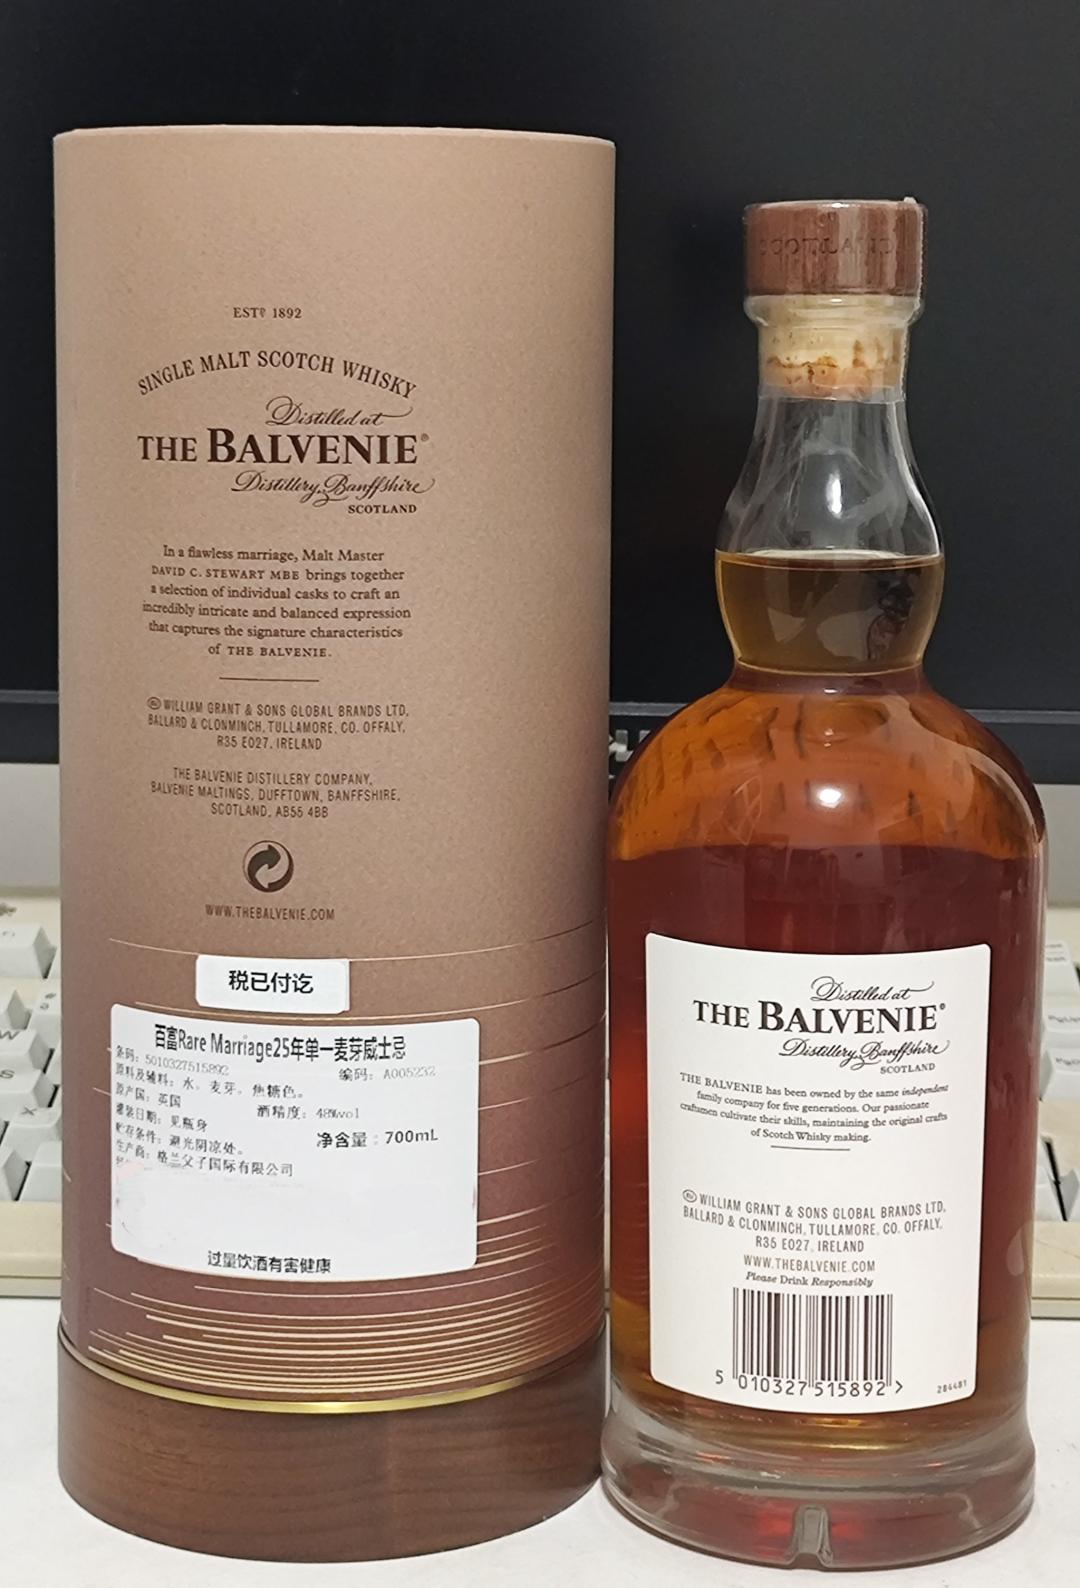 ESTD 1892
SINGLE MALT SCOTCH WHISKY
Distilled at
THE BALVENIE®
Distillery, Banffshire
SCOTLAND
In a flawless marriage, Malt Master
DAVID C. STEWART MBE brings together
a selection of individual casks to craft an
incredibly intricate and balanced expression
that captures the signature characteristics
of THE BALVENIE.
EU WILLIAM GRANT & SONS GLOBAL BRANDS LTD,
BALLARD & CLONMINCH, TULLAMORE, CO. OFFALY,
R35 E027, IRELAND
THE BALVENIE DISTILLERY COMPANY,
BALVENIE MALTINGS, DUFFTOWN, BANFFSHIRE,
SCOTLAND, AB55 4BB
WWW.THEBALVENIE.COM
税已付讫
百富Rare Marriage25年单一麦芽威士忌
条码：5010327515892 编码：A005232
原料及辅料：水，麦芽，焦糖色。
原产国：英国 酒精度：48%vol
灌装日期：见瓶身
贮存条件：避光阴凉处。 净含量：700mL
生产商：格兰父子国际有限公司
过量饮酒有害健康
SCOTLAND
Distilled at
THE BALVENIE®
Distillery, Banffshire
SCOTLAND
THE BALVENIE has been owned by the same independent
family company for five generations. Our passionate
craftsmen cultivate their skills, maintaining the original crafts
of Scotch Whisky making.
EU WILLIAM GRANT & SONS GLOBAL BRANDS LTD,
BALLARD & CLONMINCH, TULLAMORE, CO. OFFALY,
R35 E027, IRELAND
WWW.THEBALVENIE.COM
Please Drink Responsibly
5 010327 515892 >
284481